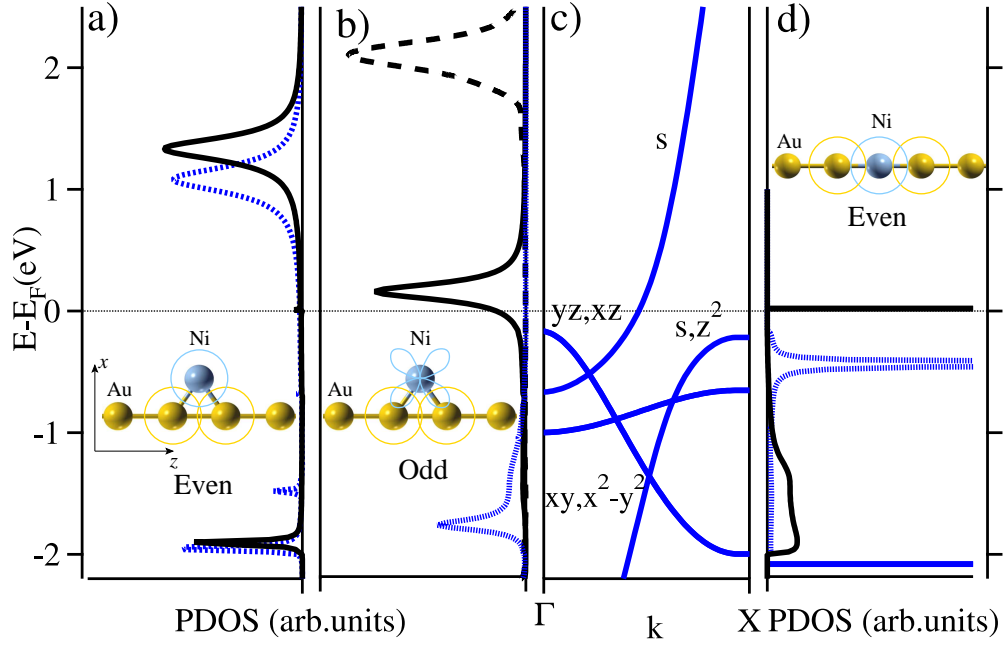 a)
b)
c)
d)
E-E_F(eV)
2
1
0
-1
-2
x
z
Au
Ni
Even
Au
Ni
Odd
s
yz,xz
s,z^2
xy,x^2-y^2
Au
Ni
Even
PDOS (arb.units)
Γ
k
X
PDOS (arb.units)